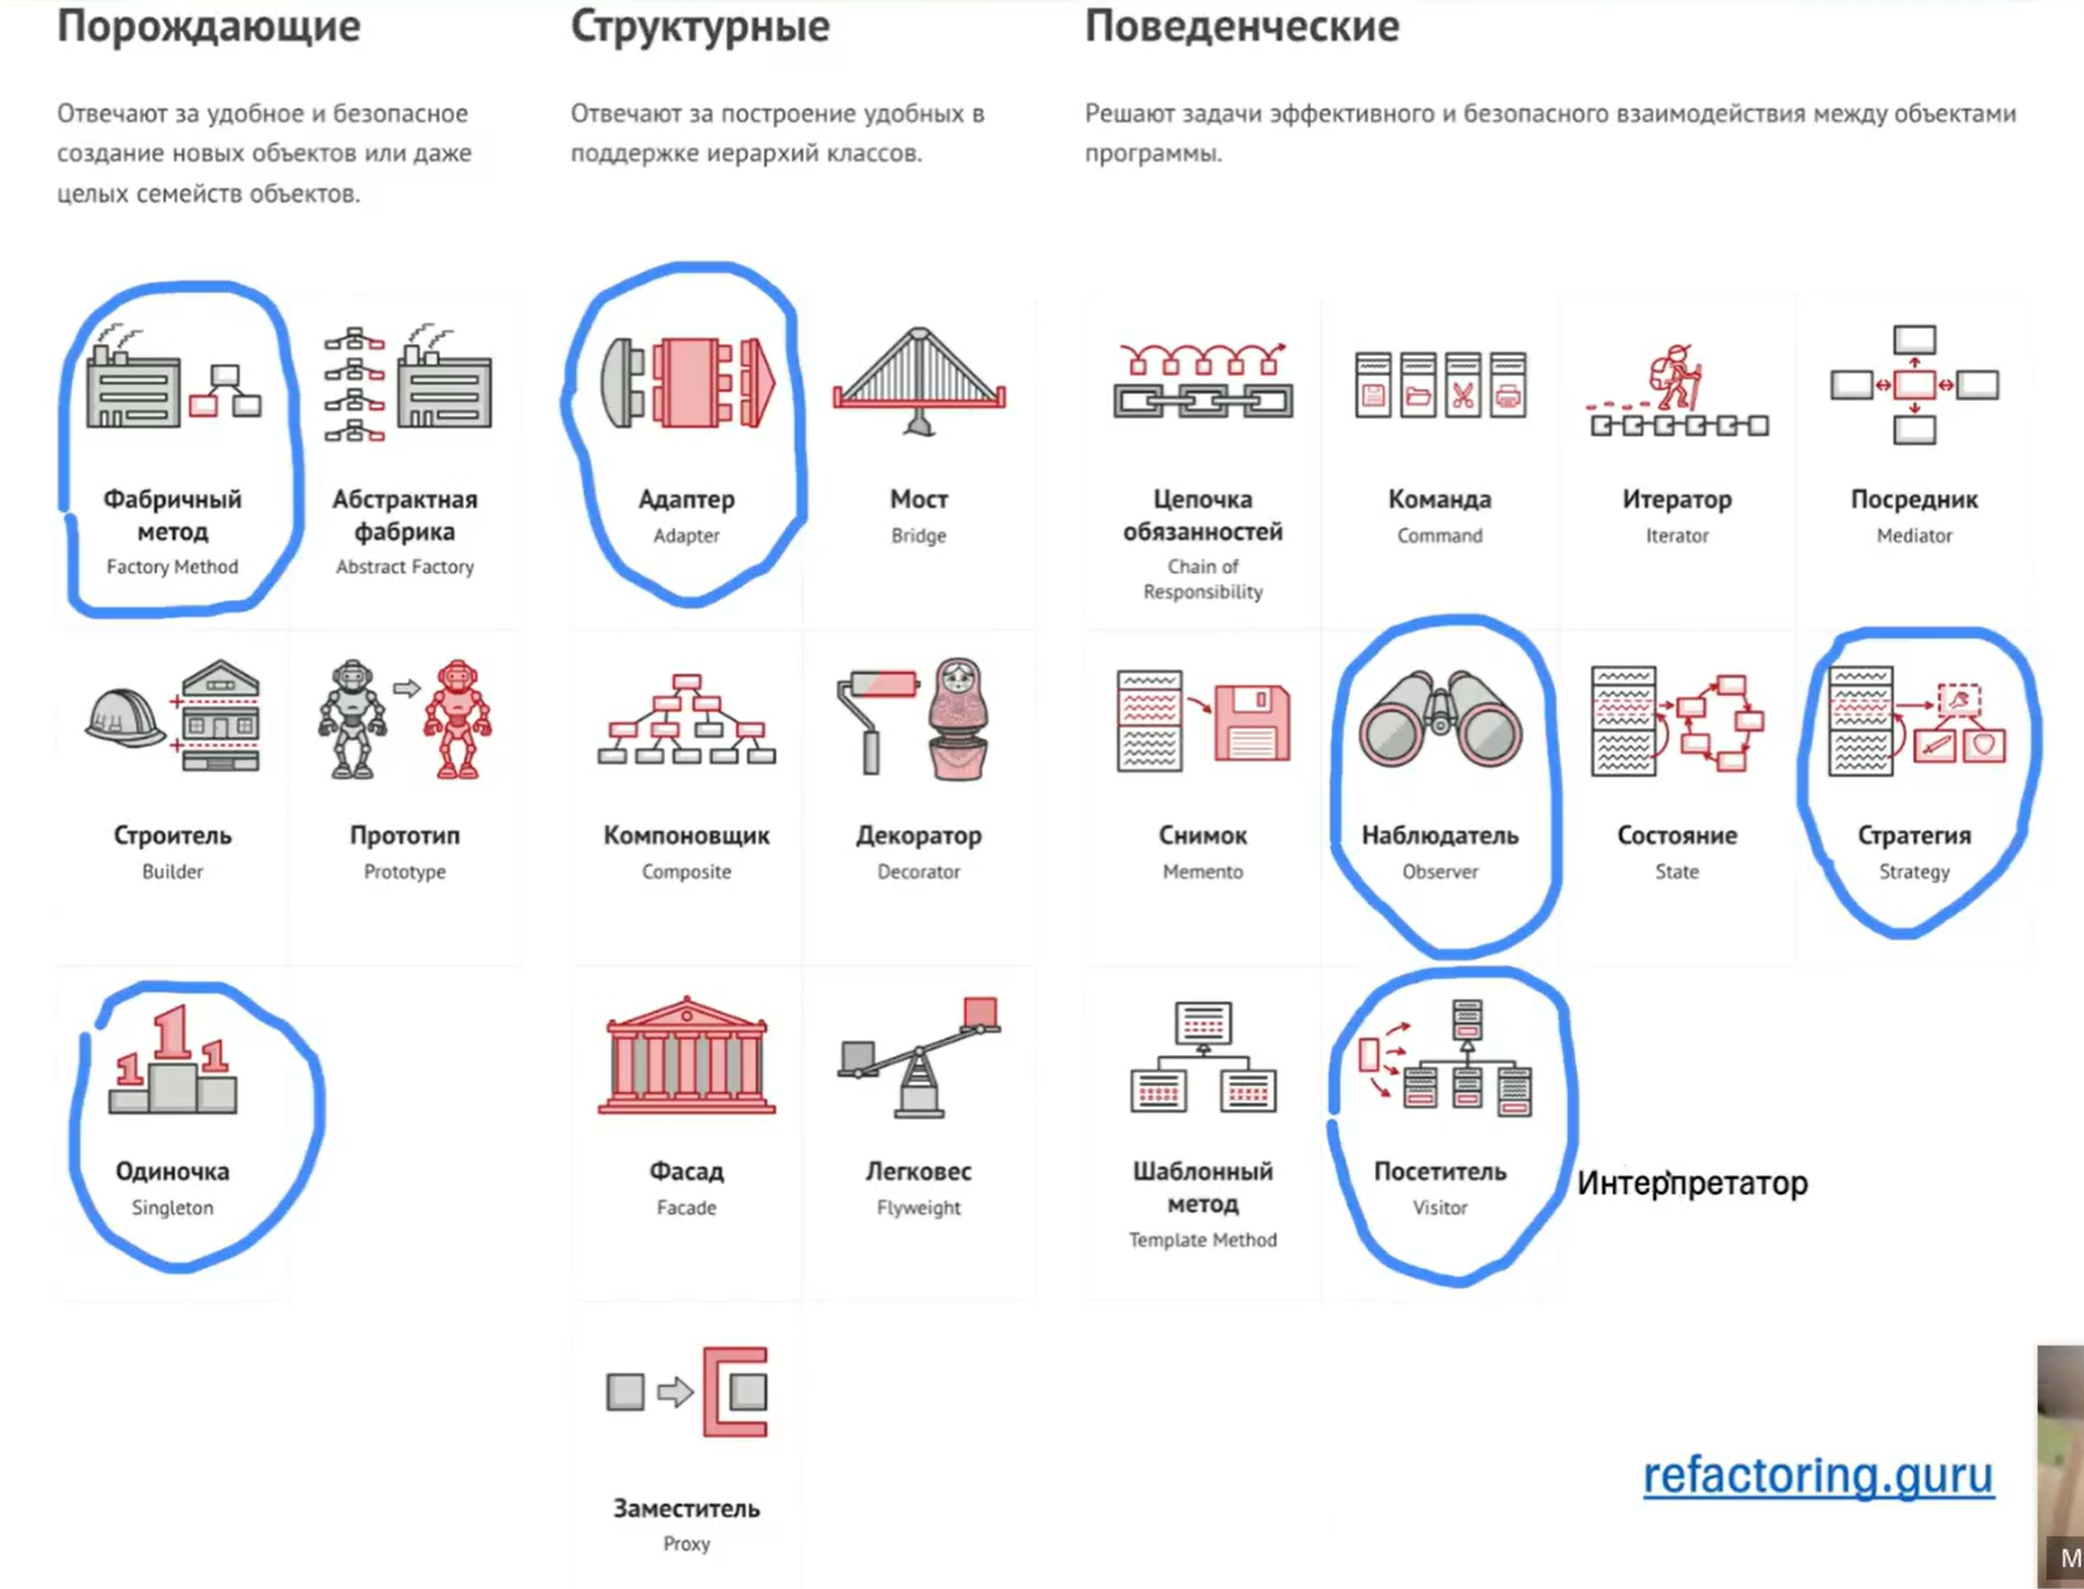 Порождающие
Отвечают за удобное и безопасное
создание новых объектов или даже
целых семейств объектов.
Фабричный
метод
Factory Method
Абстрактная
фабрика
Abstract Factory
Строитель
Builder
Прототип
Prototype
Одиночка
Singleton
Структурные
Отвечают за построение удобных в
поддержке иерархий классов.
Адаптер
Adapter
Мост
Bridge
Компоновщик
Composite
Декоратор
Decorator
Фасад
Facade
Легковес
Flyweight
Заместитель
Proxy
Поведенческие
Решают задачи эффективного и безопасного взаимодействия между объектами
программы.
Цепочка
обязанностей
Chain of
Responsibility
Команда
Command
Итератор
Iterator
Посредник
Mediator
Снимок
Memento
Наблюдатель
Observer
Состояние
State
Стратегия
Strategy
Шаблонный
метод
Template Method
Посетитель
Visitor
Интерпретатор
refactoring.guru